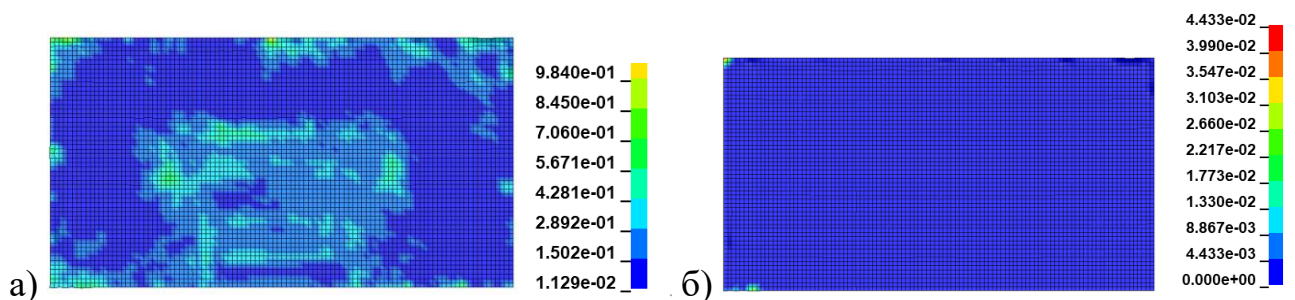 9.840e-01
8.450e-01
7.060e-01
5.671e-01
4.281e-01
2.892e-01
1.502e-01
1.129e-02
а)
4.433e-02
3.990e-02
3.547e-02
3.103e-02
2.660e-02
2.217e-02
1.773e-02
1.330e-02
8.867e-03
4.433e-03
0.000e+00
б)